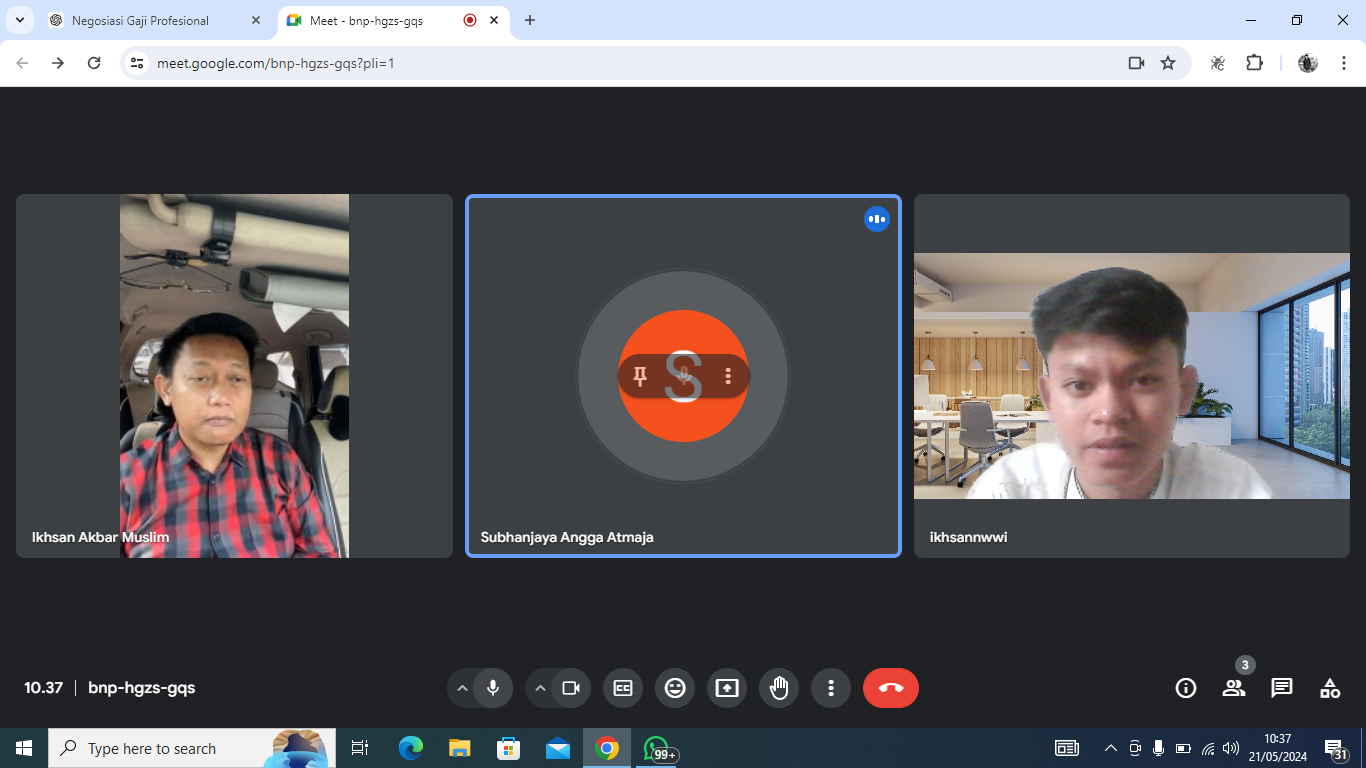 Negosiasi Gaji Profesional
Meet - bnp-hgzs-gqs
meet.google.com/bnp-hgzs-gqs?pli=1
S
Ikhsan Akbar Muslim
Subhanjaya Angga Atmaja
ikhsannwwi
10.37 | bnp-hgzs-gqs
CC
3
Type here to search
99+
10:37
21/05/2024
31